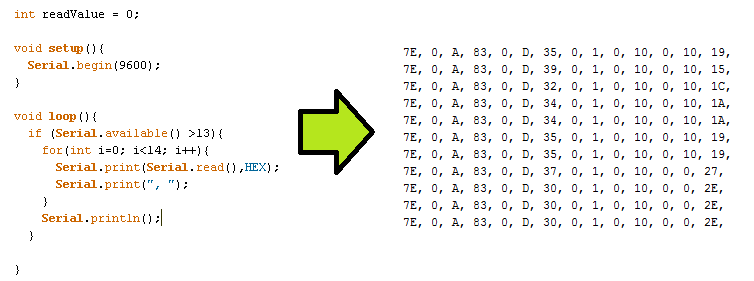 int readValue = 0;
void setup(){
Serial.begin(9600);
}
void loop(){
if (Serial.available() >13){
for(int i=0; i<14; i++){
Serial.print(Serial.read(),HEX);
Serial.print(", ");
}
Serial.println();
}
}
7E, 0, A, 83, 0, D, 35, 0, 1, 0, 10, 0, 10, 19,
7E, 0, A, 83, 0, D, 39, 0, 1, 0, 10, 0, 10, 15,
7E, 0, A, 83, 0, D, 32, 0, 1, 0, 10, 0, 10, 1C,
7E, 0, A, 83, 0, D, 34, 0, 1, 0, 10, 0, 10, 1A,
7E, 0, A, 83, 0, D, 34, 0, 1, 0, 10, 0, 10, 1A,
7E, 0, A, 83, 0, D, 35, 0, 1, 0, 10, 0, 10, 19,
7E, 0, A, 83, 0, D, 35, 0, 1, 0, 10, 0, 10, 19,
7E, 0, A, 83, 0, D, 37, 0, 1, 0, 10, 0, 0, 27,
7E, 0, A, 83, 0, D, 30, 0, 1, 0, 10, 0, 0, 2E,
7E, 0, A, 83, 0, D, 30, 0, 1, 0, 10, 0, 0, 2E,
7E, 0, A, 83, 0, D, 30, 0, 1, 0, 10, 0, 0, 2E,